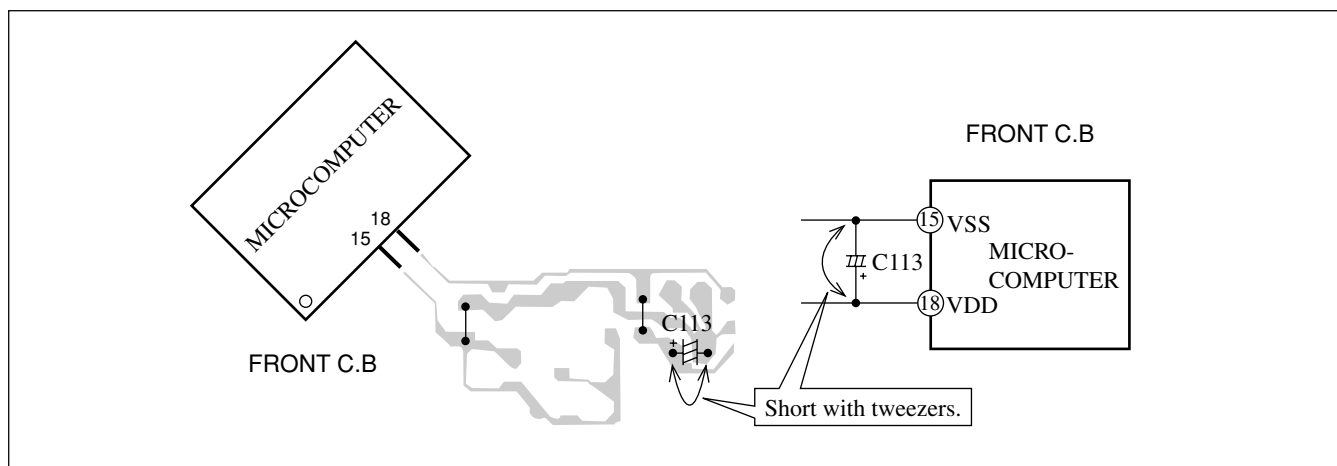 MICROCOMPUTER
18
15
FRONT C.B
C113
+
Short with tweezers.
FRONT C.B
15 VSS
C113
+
MICRO-
COMPUTER
18 VDD